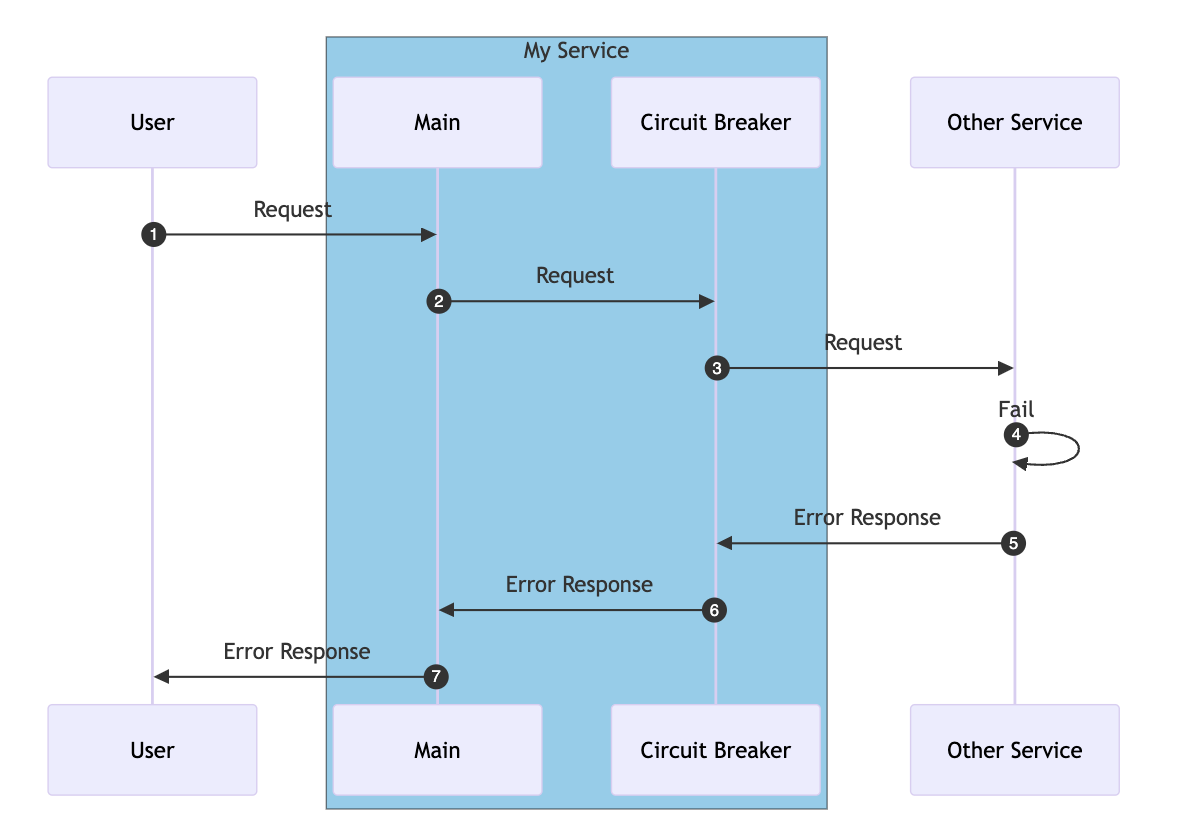 My Service
User
Main
Circuit Breaker
Other Service
Request
1
Request
2
Request
3
Fail
4
Error Response
5
Error Response
6
Error Response
7
User
Main
Circuit Breaker
Other Service